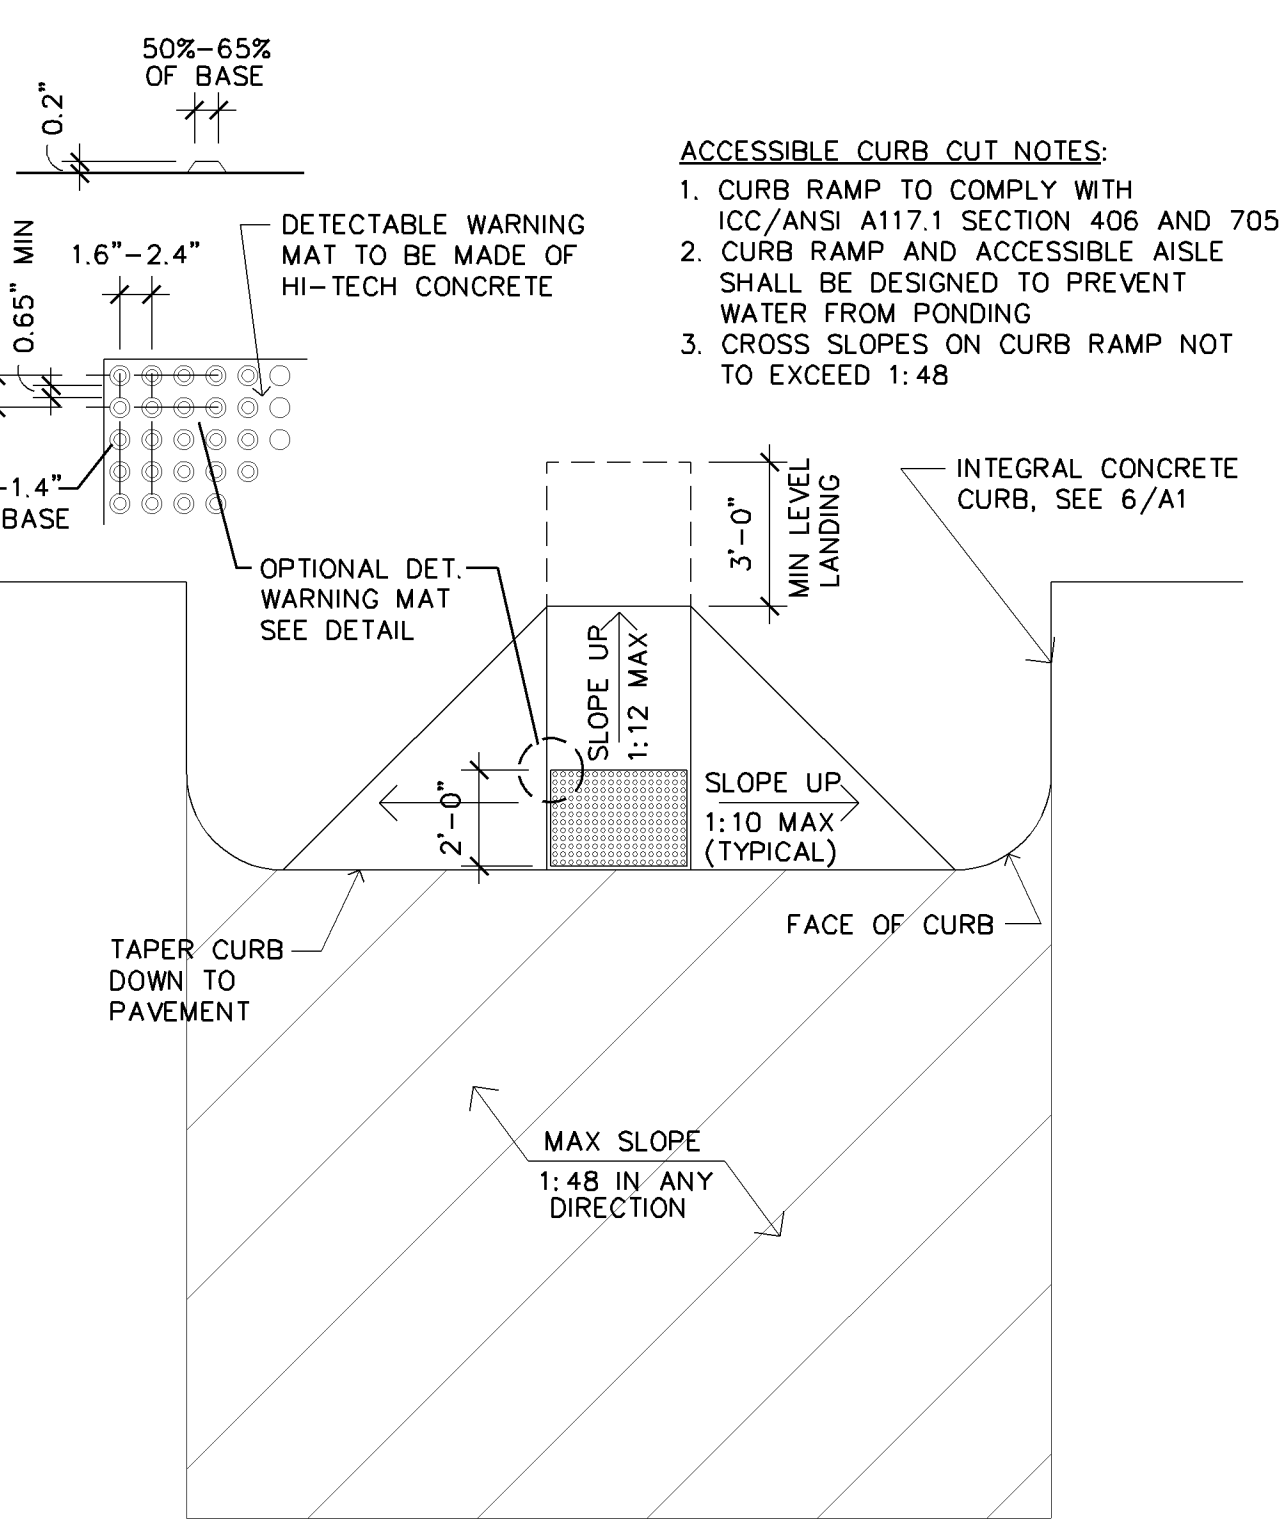 50%-65%
OF BASE
0.2"
ACCESSIBLE CURB CUT NOTES:
1. CURB RAMP TO COMPLY WITH
ICC/ANSI A117.1 SECTION 406 AND 705
2. CURB RAMP AND ACCESSIBLE AISLE
SHALL BE DESIGNED TO PREVENT
WATER FROM PONDING
3. CROSS SLOPES ON CURB RAMP NOT
TO EXCEED 1:48
DETECTABLE WARNING
MAT TO BE MADE OF
HI-TECH CONCRETE
1.6"-2.4"
0.65" MIN
-1.4"
BASE
INTEGRAL CONCRETE
CURB, SEE 6/A1
3'-0"
MIN LEVEL
LANDING
OPTIONAL DET.
WARNING MAT
SEE DETAIL
SLOPE UP
1:12 MAX
2'-0"
SLOPE UP
1:10 MAX
(TYPICAL)
FACE OF CURB
TAPER CURB
DOWN TO
PAVEMENT
MAX SLOPE
1:48 IN ANY
DIRECTION